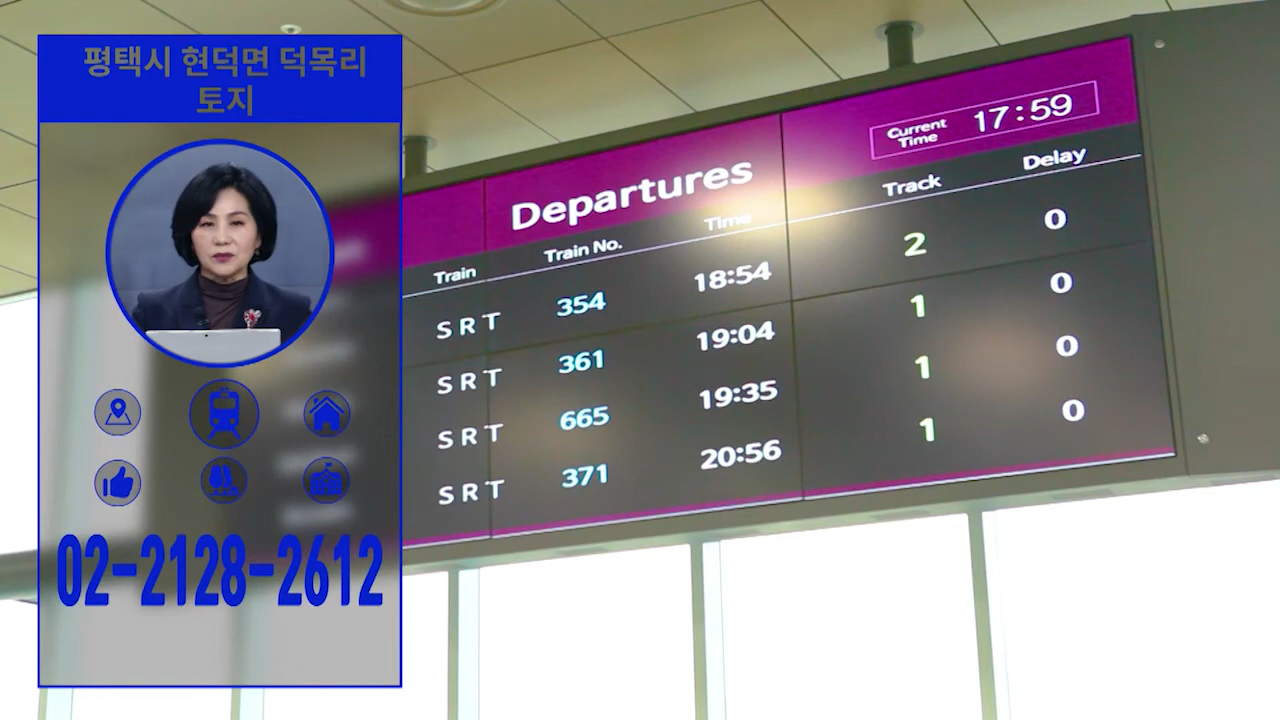 평택시 현덕면 덕목리
토지
02-2128-2612
Departures
Current
Time
17:59
Train Train No. Time Track Delay
SRT 354 18:54 2 0
SRT 361 19:04 1 0
SRT 665 19:35 1 0
SRT 371 20:56 1 0